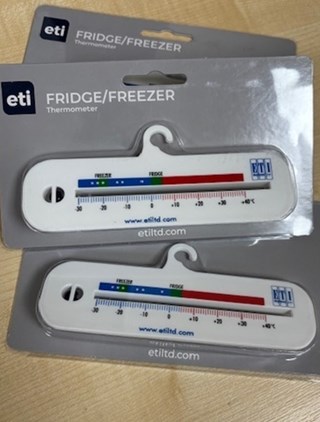 eti FRIDGE/FREEZER
Thermometer
eti FRIDGE/FREEZER
Thermometer
FREEZER FRIDGE
ETI
-30 -20 -10 0 +10 +20 +30 +40°C
www.etiltd.com
etiltd.com
FREEZER FRIDGE
ETI
-30 -20 -10 0 +10 +20 +30 +40°C
www.etiltd.com
etiltd.com